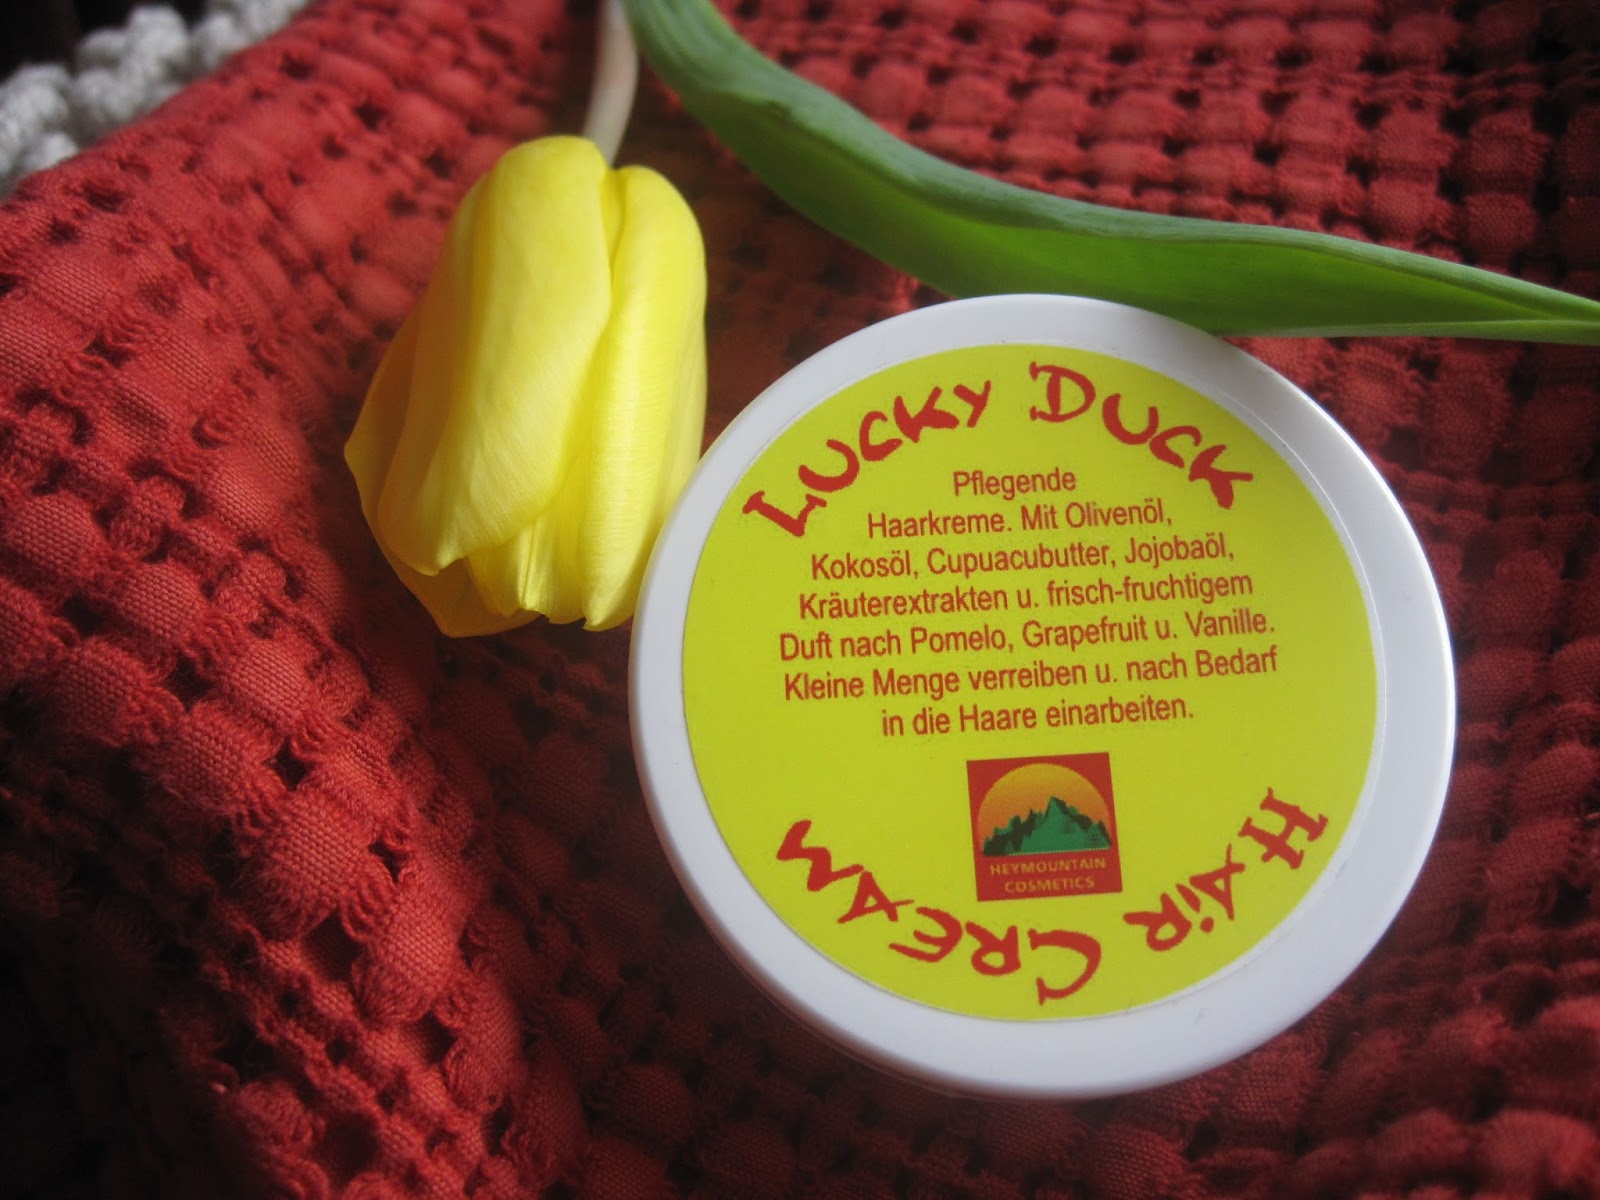 LUCKY DUCK
Pflegende
Haarkreme. Mit Olivenöl,
Kokosöl, Cupuacubutter, Jojobaöl,
Kräuterextrakten u. frisch-fruchtigem
Duft nach Pomelo, Grapefruit u. Vanille.
Kleine Menge verreiben u. nach Bedarf
in die Haare einarbeiten.
HEYMOUNTAIN
COSMETICS
HAiR CREAM